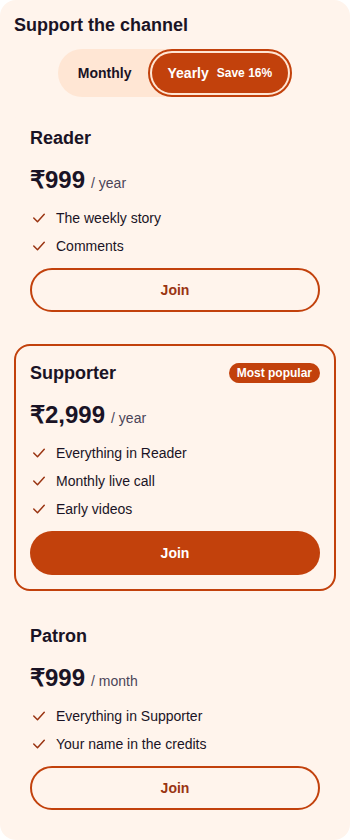 Support the channel
Monthly
Yearly Save 16%
Reader
₹999 / year
The weekly story
Comments
Join
Supporter
Most popular
₹2,999 / year
Everything in Reader
Monthly live call
Early videos
Join
Patron
₹999 / month
Everything in Supporter
Your name in the credits
Join